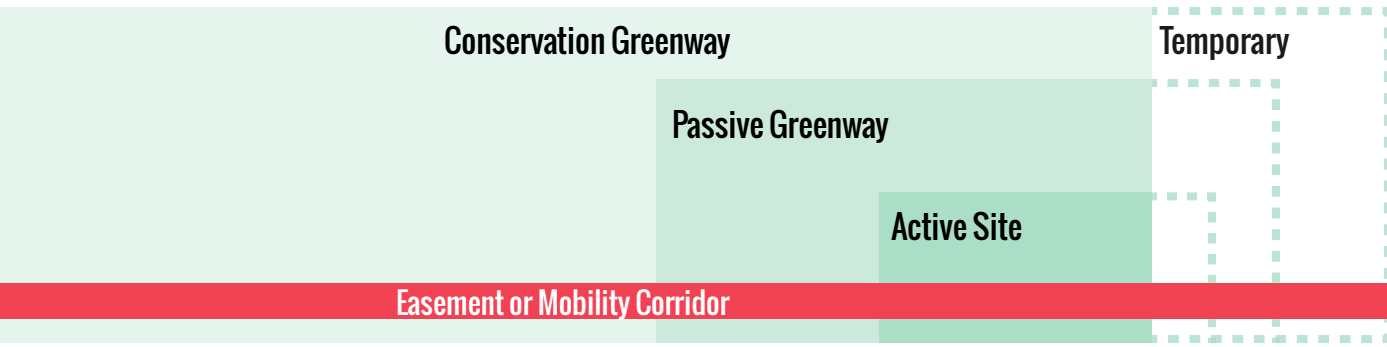 Conservation Greenway
Temporary
Passive Greenway
Active Site
Easement or Mobility Corridor